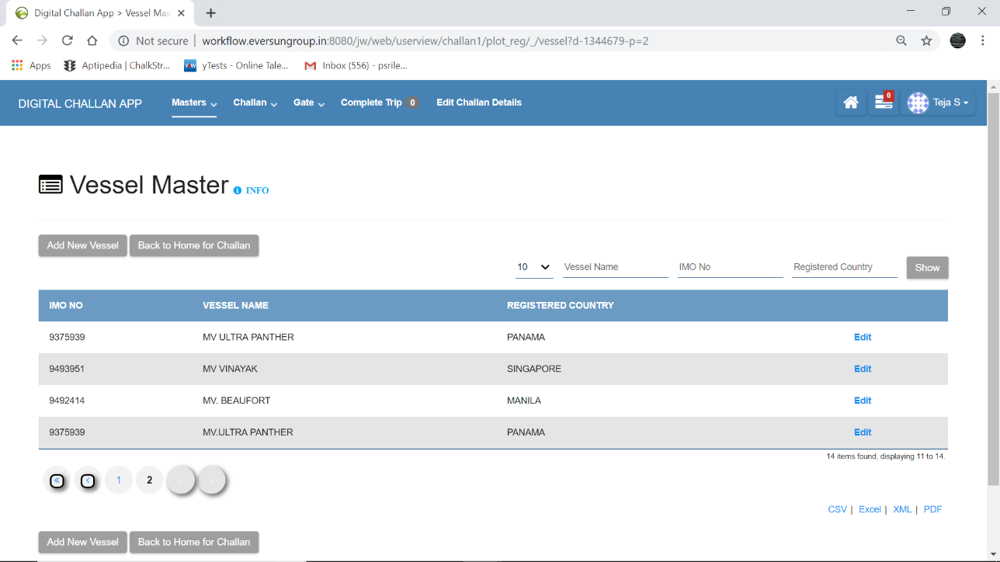 Digital Challan App > Vessel Mas
Not secure | workflow.eversungroup.in:8080/jw/web/userview/challan1/plot_reg/_/vessel?d-1344679-p=2
Apps Aptipedia | ChalkStr... yTests - Online Tale... Inbox (556) - psrile...
DIGITAL CHALLAN APP Masters Challan Gate Complete Trip 0 Edit Challan Details 0 Teja S
Vessel Master INFO
Add New Vessel Back to Home for Challan
10 Vessel Name IMO No Registered Country Show
IMO NO VESSEL NAME REGISTERED COUNTRY
9375939 MV ULTRA PANTHER PANAMA Edit
9493951 MV VINAYAK SINGAPORE Edit
9492414 MV. BEAUFORT MANILA Edit
9375939 MV.ULTRA PANTHER PANAMA Edit
14 items found, displaying 11 to 14.
« ‹ 1 2 › »
CSV | Excel | XML | PDF
Add New Vessel Back to Home for Challan